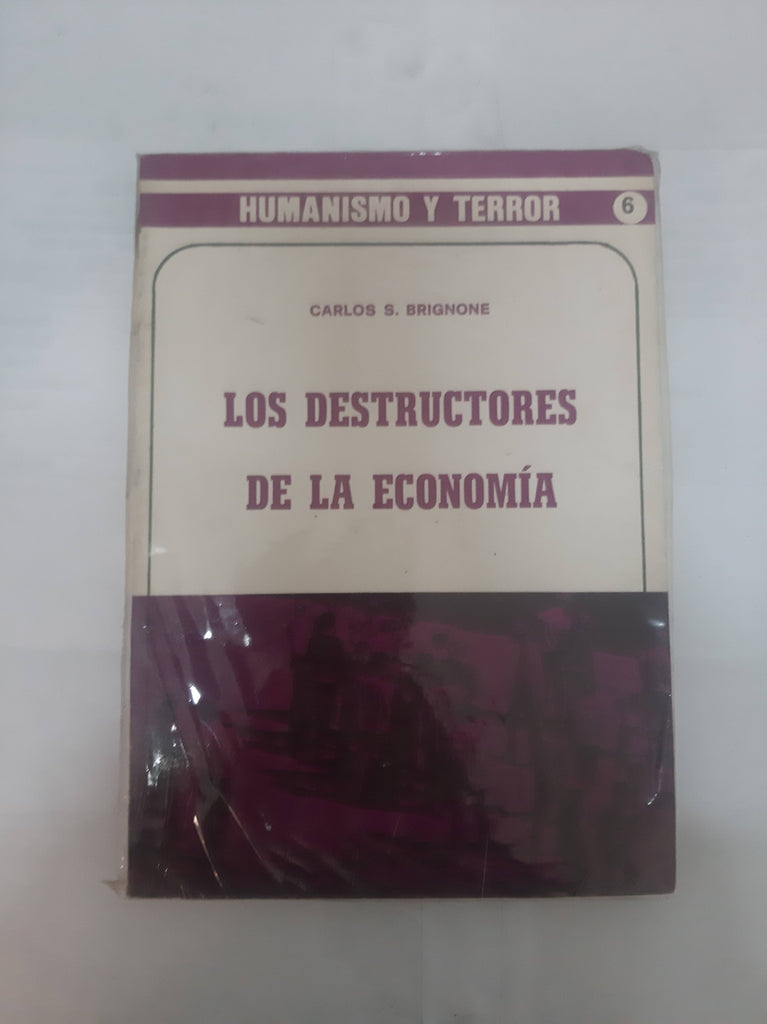 HUMANISMO Y TERROR 6
CARLOS S. BRIGNONE
LOS DESTRUCTORES
DE LA ECONOMÍA